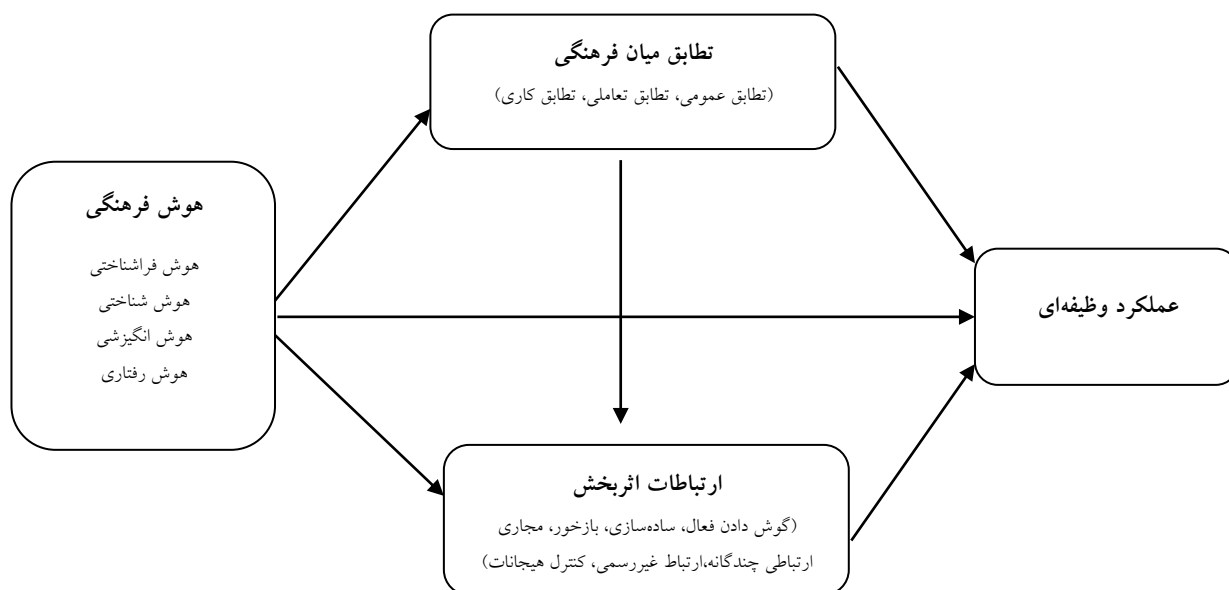 تطابق میان فرهنگی
(تطابق عمومی، تطابق تعاملی، تطابق کاری)
هوش فرهنگی
هوش فراشناختی
هوش شناختی
هوش انگیزشی
هوش رفتاری
عملکرد وظیفه‌ای
ارتباطات اثربخش
(گوش دادن فعال، ساده‌سازی، بازخور، مجاری
ارتباطی چندگانه،ارتباط غیررسمی، کنترل هیجانات)